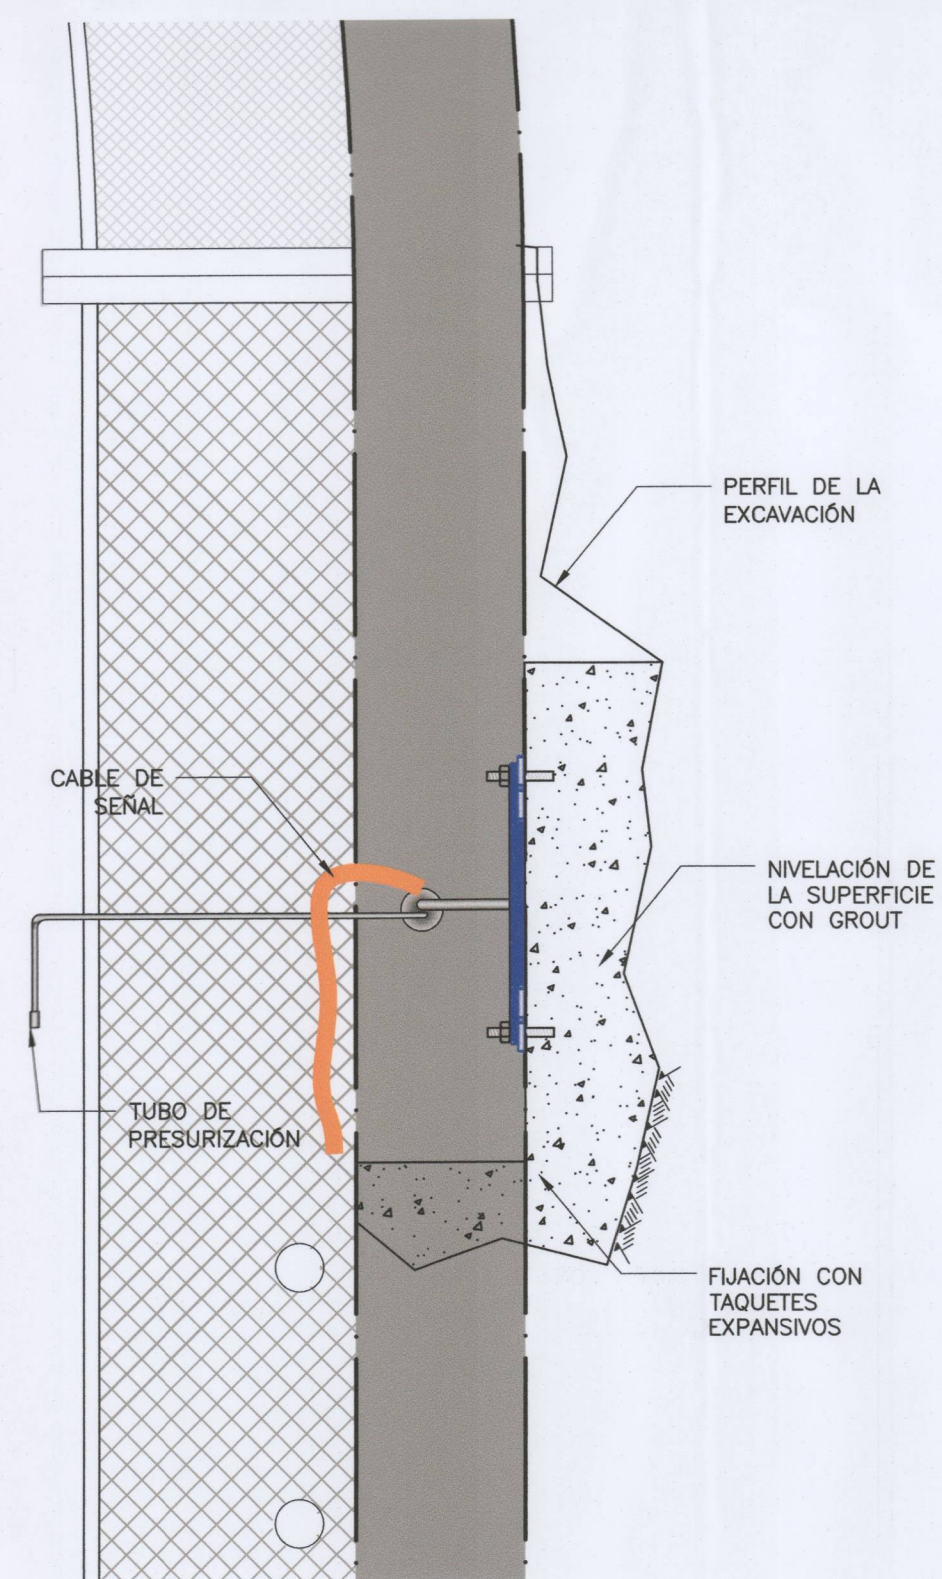 PERFIL DE LA
EXCAVACIÓN
CABLE DE
SEÑAL
NIVELACIÓN DE
LA SUPERFICIE
CON GROUT
TUBO DE
PRESURIZACIÓN
FIJACIÓN CON
TAQUETES
EXPANSIVOS